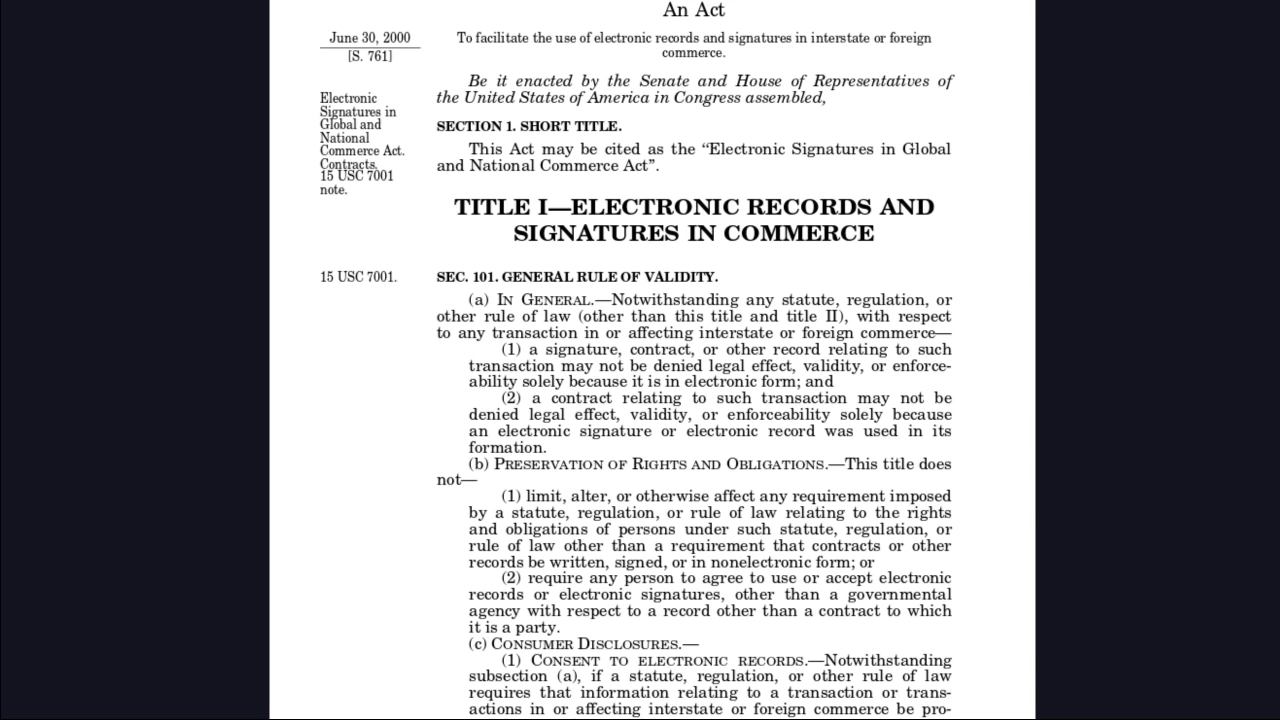 An Act
June 30, 2000
[S. 761]
To facilitate the use of electronic records and signatures in interstate or foreign
commerce.
Be it enacted by the Senate and House of Representatives of
the United States of America in Congress assembled,
Electronic
Signatures in
Global and
National
Commerce Act.
Contracts.
15 USC 7001
note.
SECTION 1. SHORT TITLE.
This Act may be cited as the “Electronic Signatures in Global
and National Commerce Act”.
TITLE I—ELECTRONIC RECORDS AND
SIGNATURES IN COMMERCE
15 USC 7001.
SEC. 101. GENERAL RULE OF VALIDITY.
(a) IN GENERAL.—Notwithstanding any statute, regulation, or
other rule of law (other than this title and title II), with respect
to any transaction in or affecting interstate or foreign commerce—
(1) a signature, contract, or other record relating to such
transaction may not be denied legal effect, validity, or enforce-
ability solely because it is in electronic form; and
(2) a contract relating to such transaction may not be
denied legal effect, validity, or enforceability solely because
an electronic signature or electronic record was used in its
formation.
(b) PRESERVATION OF RIGHTS AND OBLIGATIONS.—This title does
not—
(1) limit, alter, or otherwise affect any requirement imposed
by a statute, regulation, or rule of law relating to the rights
and obligations of persons under such statute, regulation, or
rule of law other than a requirement that contracts or other
records be written, signed, or in nonelectronic form; or
(2) require any person to agree to use or accept electronic
records or electronic signatures, other than a governmental
agency with respect to a record other than a contract to which
it is a party.
(c) CONSUMER DISCLOSURES.—
(1) CONSENT TO ELECTRONIC RECORDS.—Notwithstanding
subsection (a), if a statute, regulation, or other rule of law
requires that information relating to a transaction or trans-
actions in or affecting interstate or foreign commerce be pro-